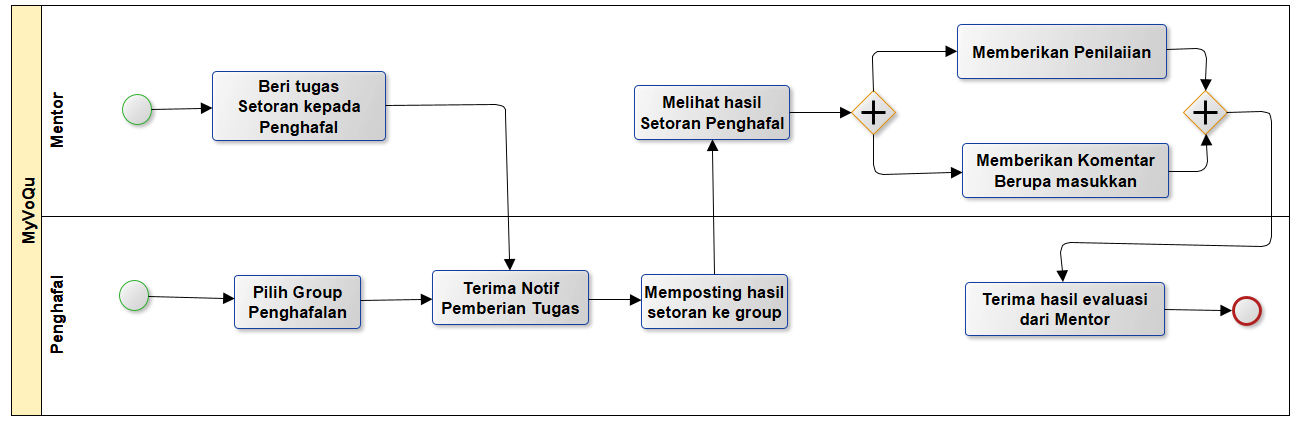 MyVoQu
Mentor
Beri tugas
Setoran kepada
Penghafal
Melihat hasil
Setoran Penghafal
Memberikan Penilaiian
Memberikan Komentar
Berupa masukkan
Penghafal
Pilih Group
Penghafalan
Terima Notif
Pemberian Tugas
Memposting hasil
setoran ke group
Terima hasil evaluasi
dari Mentor